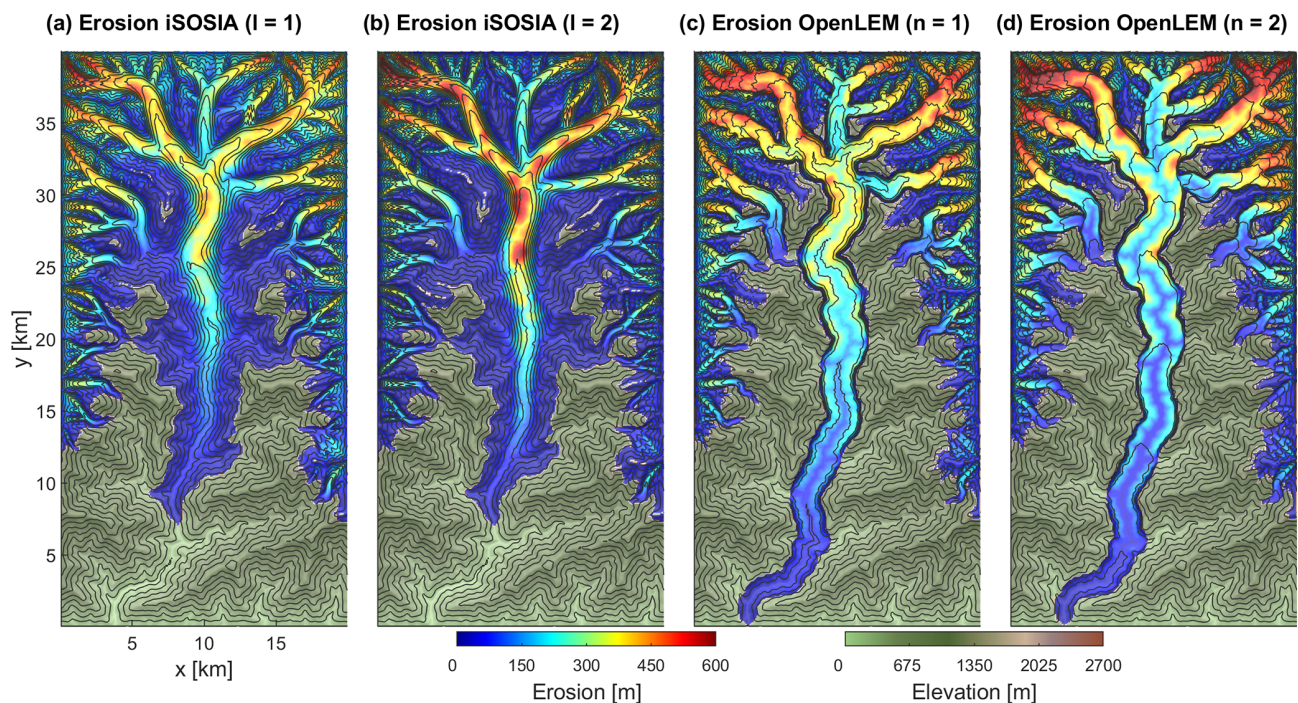 (a) Erosion iSOSIA (l = 1)
(b) Erosion iSOSIA (l = 2)
(c) Erosion OpenLEM (n = 1)
(d) Erosion OpenLEM (n = 2)
35
30
25
20
15
10
5
y [km]
5 10 15
x [km]
0 150 300 450 600
Erosion [m]
0 675 1350 2025 2700
Elevation [m]